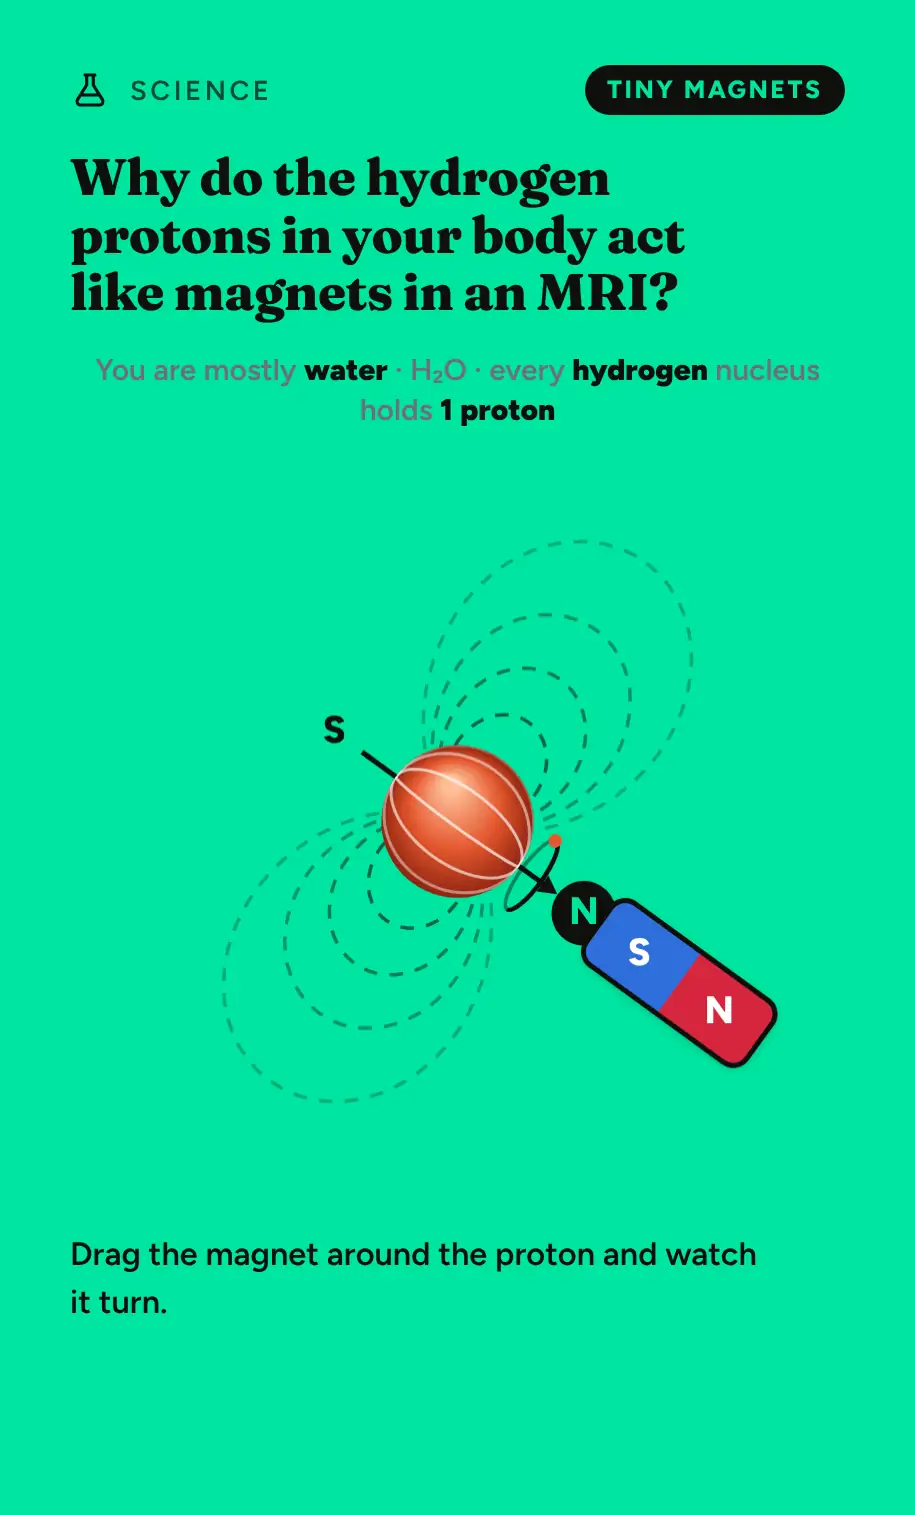 SCIENCE
TINY MAGNETS
Why do the hydrogen
protons in your body act
like magnets in an MRI?
You are mostly water · H₂O · every hydrogen nucleus
holds 1 proton
S
N
S
N
Drag the magnet around the proton and watch
it turn.